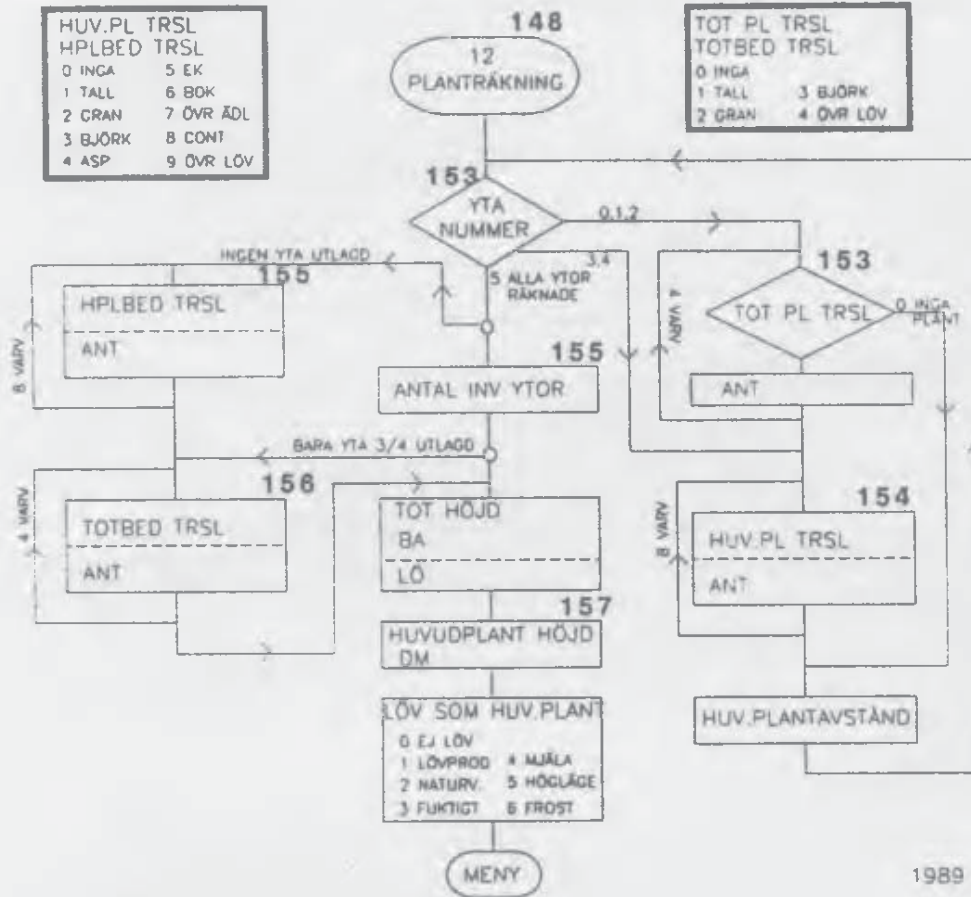 HUV.PL TRSL
HPLBED TRSL
0 INGA 5 EK
1 TALL 6 BOK
2 GRAN 7 ÖVR ÄDL
3 BJÖRK 8 CONT
4 ASP 9 ÖVR LÖV
148
12
PLANTRÄKNING
TOT PL TRSL
TOTBED TRSL
0 INGA
1 TALL 3 BJÖRK
2 GRAN 4 ÖVR LÖV
153
YTA
NUMMER
0,1,2
3,4
INGEN YTA UTLAGD
5 ALLA YTOR
RÄKNADE
155
HPLBED TRSL
ANT
8 VARV
153
TOT PL TRSL
0 INGA
PLANT
4 VARV
ANT
155
ANTAL INV YTOR
BARA YTA 3/4 UTLAGD
156
TOTBED TRSL
ANT
4 VARV
TOT HÖJD
BA
LÖ
154
HUV.PL TRSL
ANT
8 VARV
157
HUVUDPLANT HÖJD
DM
HUV.PLANTAVSTÅND
LÖV SOM HUV.PLANT
0 EJ LÖV
1 LÖVPROD 4 MJÄLA
2 NATURV. 5 HÖGLÄGE
3 FUKTIGT 6 FROST
MENY
1989